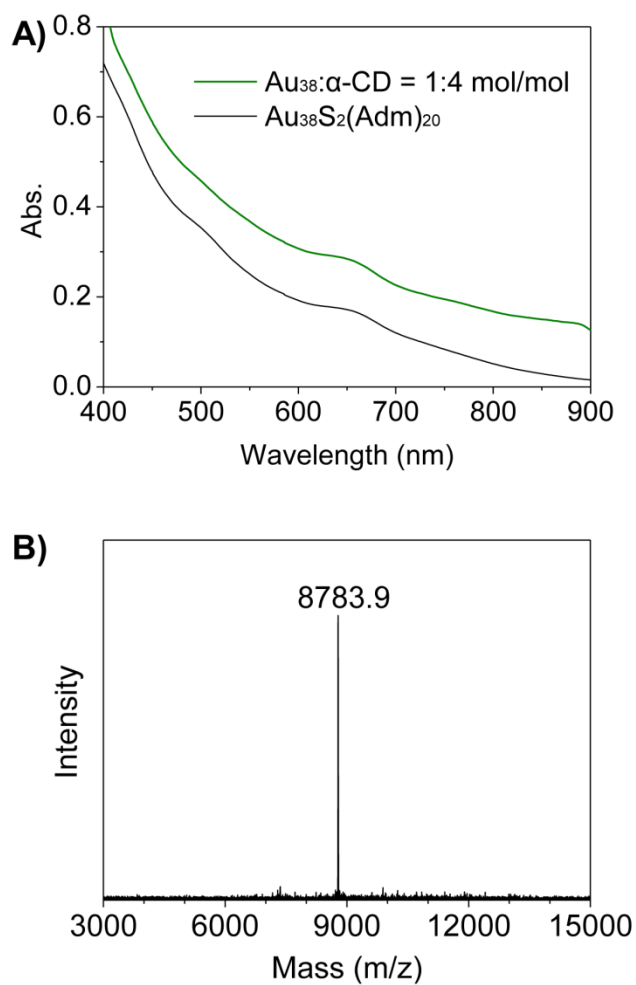 A)
0.8
0.6
0.4
0.2
0.0
Abs.
Au₃₈:α-CD = 1:4 mol/mol
Au₃₈S₂(Adm)₂₀
400 500 600 700 800 900
Wavelength (nm)
B)
8783.9
Intensity
3000 6000 9000 12000 15000
Mass (m/z)